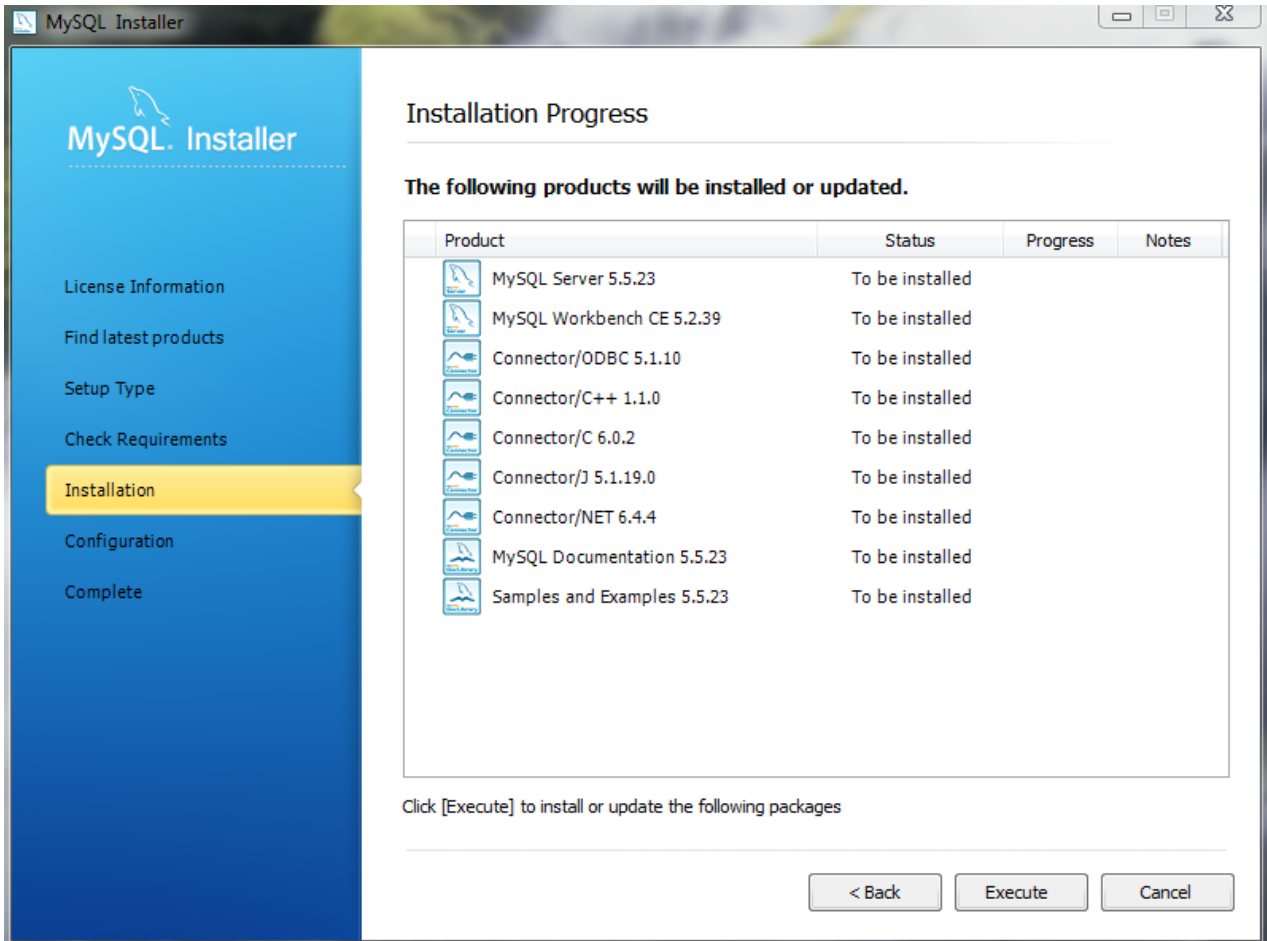 MySQL Installer
MySQL. Installer
License Information
Find latest products
Setup Type
Check Requirements
Installation
Configuration
Complete
Installation Progress
The following products will be installed or updated.
Product Status Progress Notes
MySQL Server 5.5.23 To be installed
MySQL Workbench CE 5.2.39 To be installed
Connector/ODBC 5.1.10 To be installed
Connector/C++ 1.1.0 To be installed
Connector/C 6.0.2 To be installed
Connector/J 5.1.19.0 To be installed
Connector/NET 6.4.4 To be installed
MySQL Documentation 5.5.23 To be installed
Samples and Examples 5.5.23 To be installed
Click [Execute] to install or update the following packages
< Back Execute Cancel